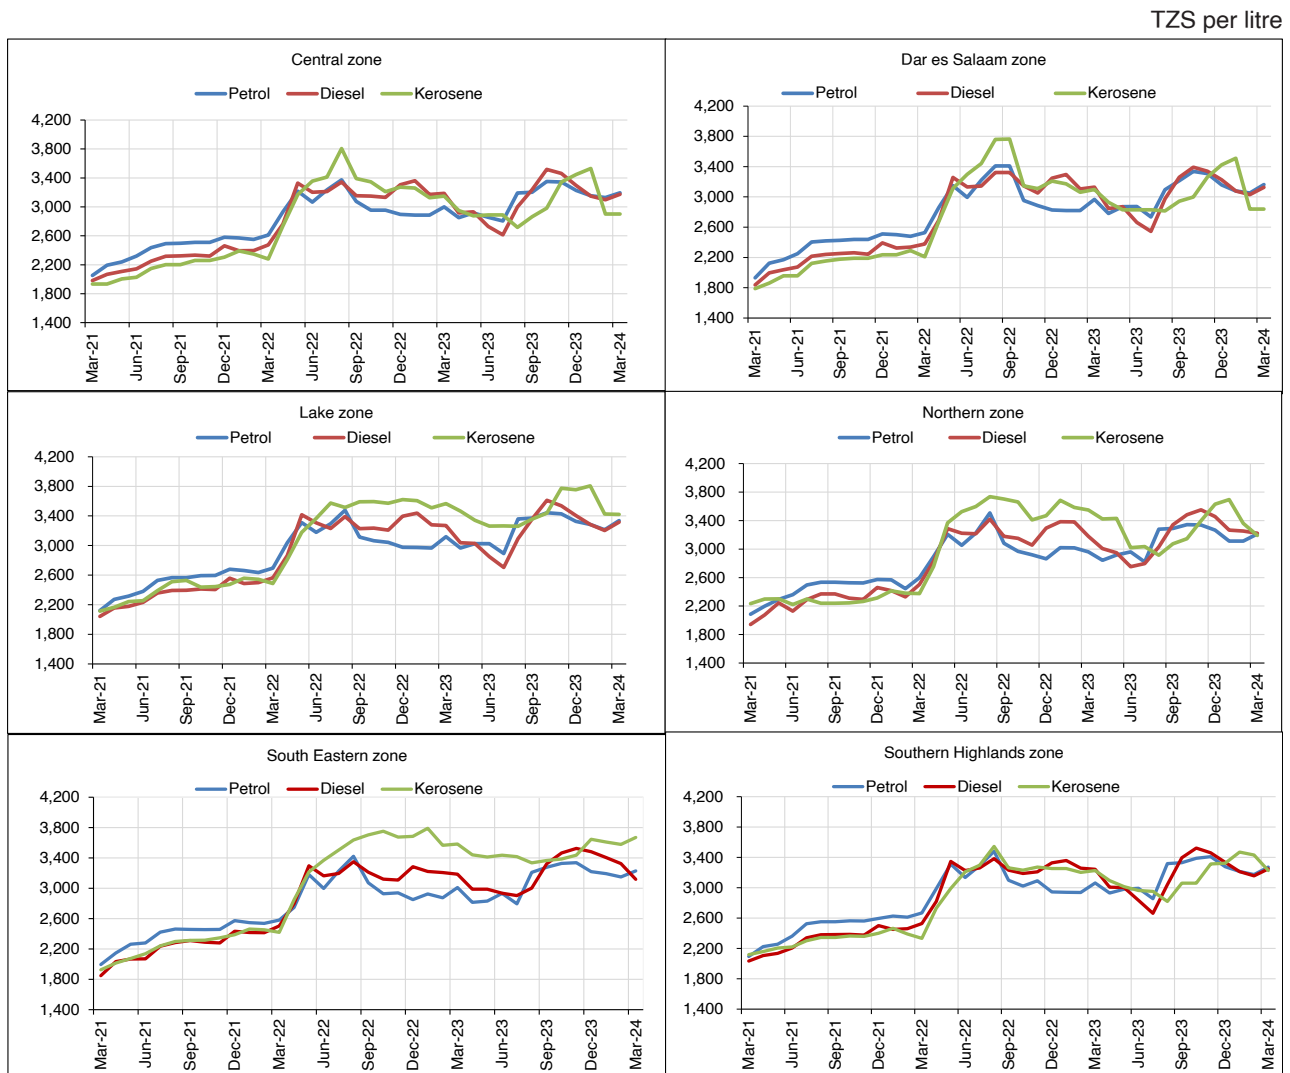 TZS per litre
Central zone
Petrol Diesel Kerosene
4,200
3,800
3,400
3,000
2,600
2,200
1,800
1,400
Mar-21 Jun-21 Sep-21 Dec-21 Mar-22 Jun-22 Sep-22 Dec-22 Mar-23 Jun-23 Sep-23 Dec-23 Mar-24
Dar es Salaam zone
Petrol Diesel Kerosene
4,200
3,800
3,400
3,000
2,600
2,200
1,800
1,400
Mar-21 Jun-21 Sep-21 Dec-21 Mar-22 Jun-22 Sep-22 Dec-22 Mar-23 Jun-23 Sep-23 Dec-23 Mar-24
Lake zone
Petrol Diesel Kerosene
4,200
3,800
3,400
3,000
2,600
2,200
1,800
1,400
Mar-21 Jun-21 Sep-21 Dec-21 Mar-22 Jun-22 Sep-22 Dec-22 Mar-23 Jun-23 Sep-23 Dec-23 Mar-24
Northern zone
Petrol Diesel Kerosene
4,200
3,800
3,400
3,000
2,600
2,200
1,800
1,400
Mar-21 Jun-21 Sep-21 Dec-21 Mar-22 Jun-22 Sep-22 Dec-22 Mar-23 Jun-23 Sep-23 Dec-23 Mar-24
South Eastern zone
Petrol Diesel Kerosene
4,200
3,800
3,400
3,000
2,600
2,200
1,800
1,400
Mar-21 Jun-21 Sep-21 Dec-21 Mar-22 Jun-22 Sep-22 Dec-22 Mar-23 Jun-23 Sep-23 Dec-23 Mar-24
Southern Highlands zone
Petrol Diesel Kerosene
4,200
3,800
3,400
3,000
2,600
2,200
1,800
1,400
Mar-21 Jun-21 Sep-21 Dec-21 Mar-22 Jun-22 Sep-22 Dec-22 Mar-23 Jun-23 Sep-23 Dec-23 Mar-24